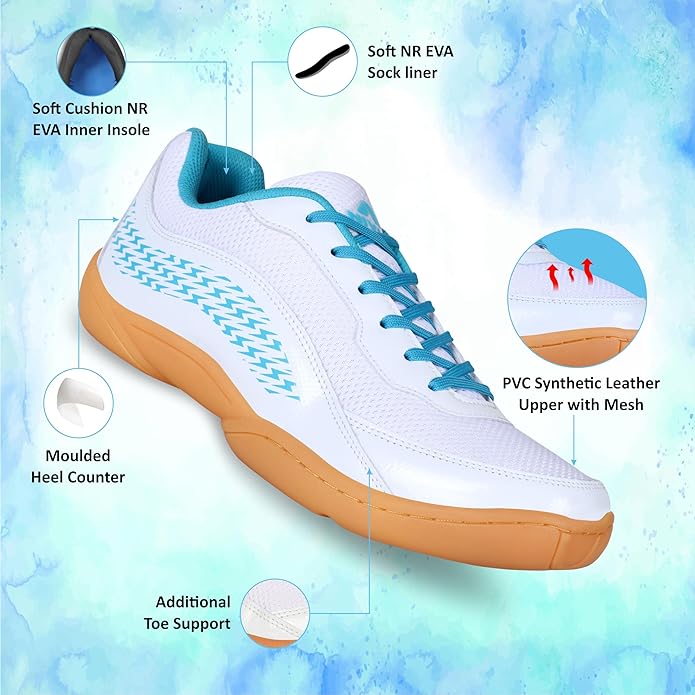 Soft NR EVA
Sock liner
Soft Cushion NR
EVA Inner Insole
PVC Synthetic Leather
Upper with Mesh
Moulded
Heel Counter
Additional
Toe Support